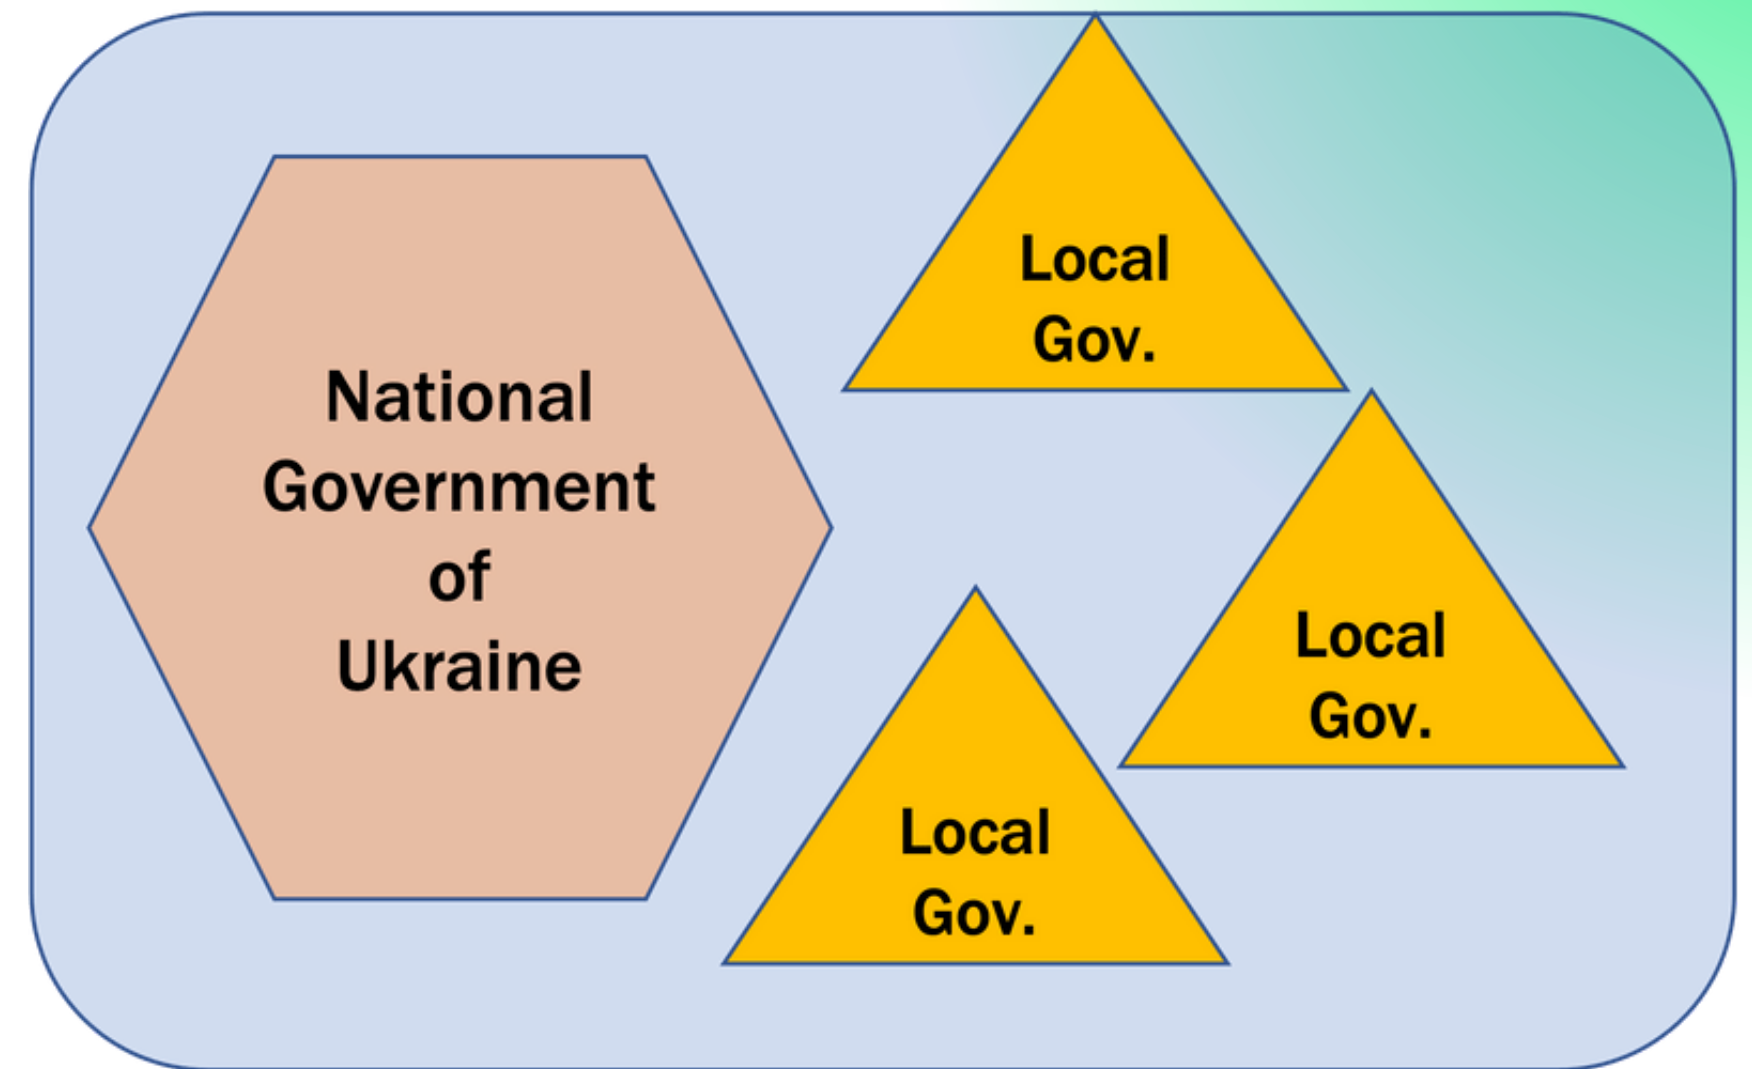 National
Government
of
Ukraine
Local
Gov.
Local
Gov.
Local
Gov.